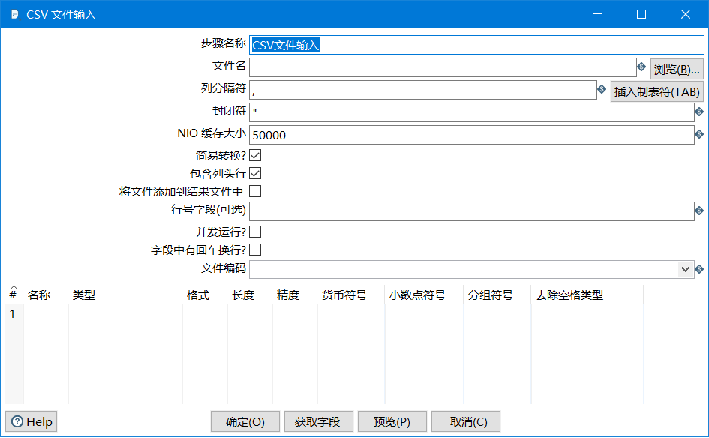 CSV 文件输入
步骤名称 CSV文件输入
文件名 浏览(B)...
列分隔符 , 插入制表符(TAB)
封闭符 "
NIO 缓存大小 50000
简易转换?
包含列头行
将文件添加到结果文件中
行号字段(可选)
并发运行?
字段中有回车换行?
文件编码
# 名称 类型 格式 长度 精度 货币符号 小数点符号 分组符号 去除空格类型
1
Help 确定(O) 获取字段 预览(P) 取消(C)